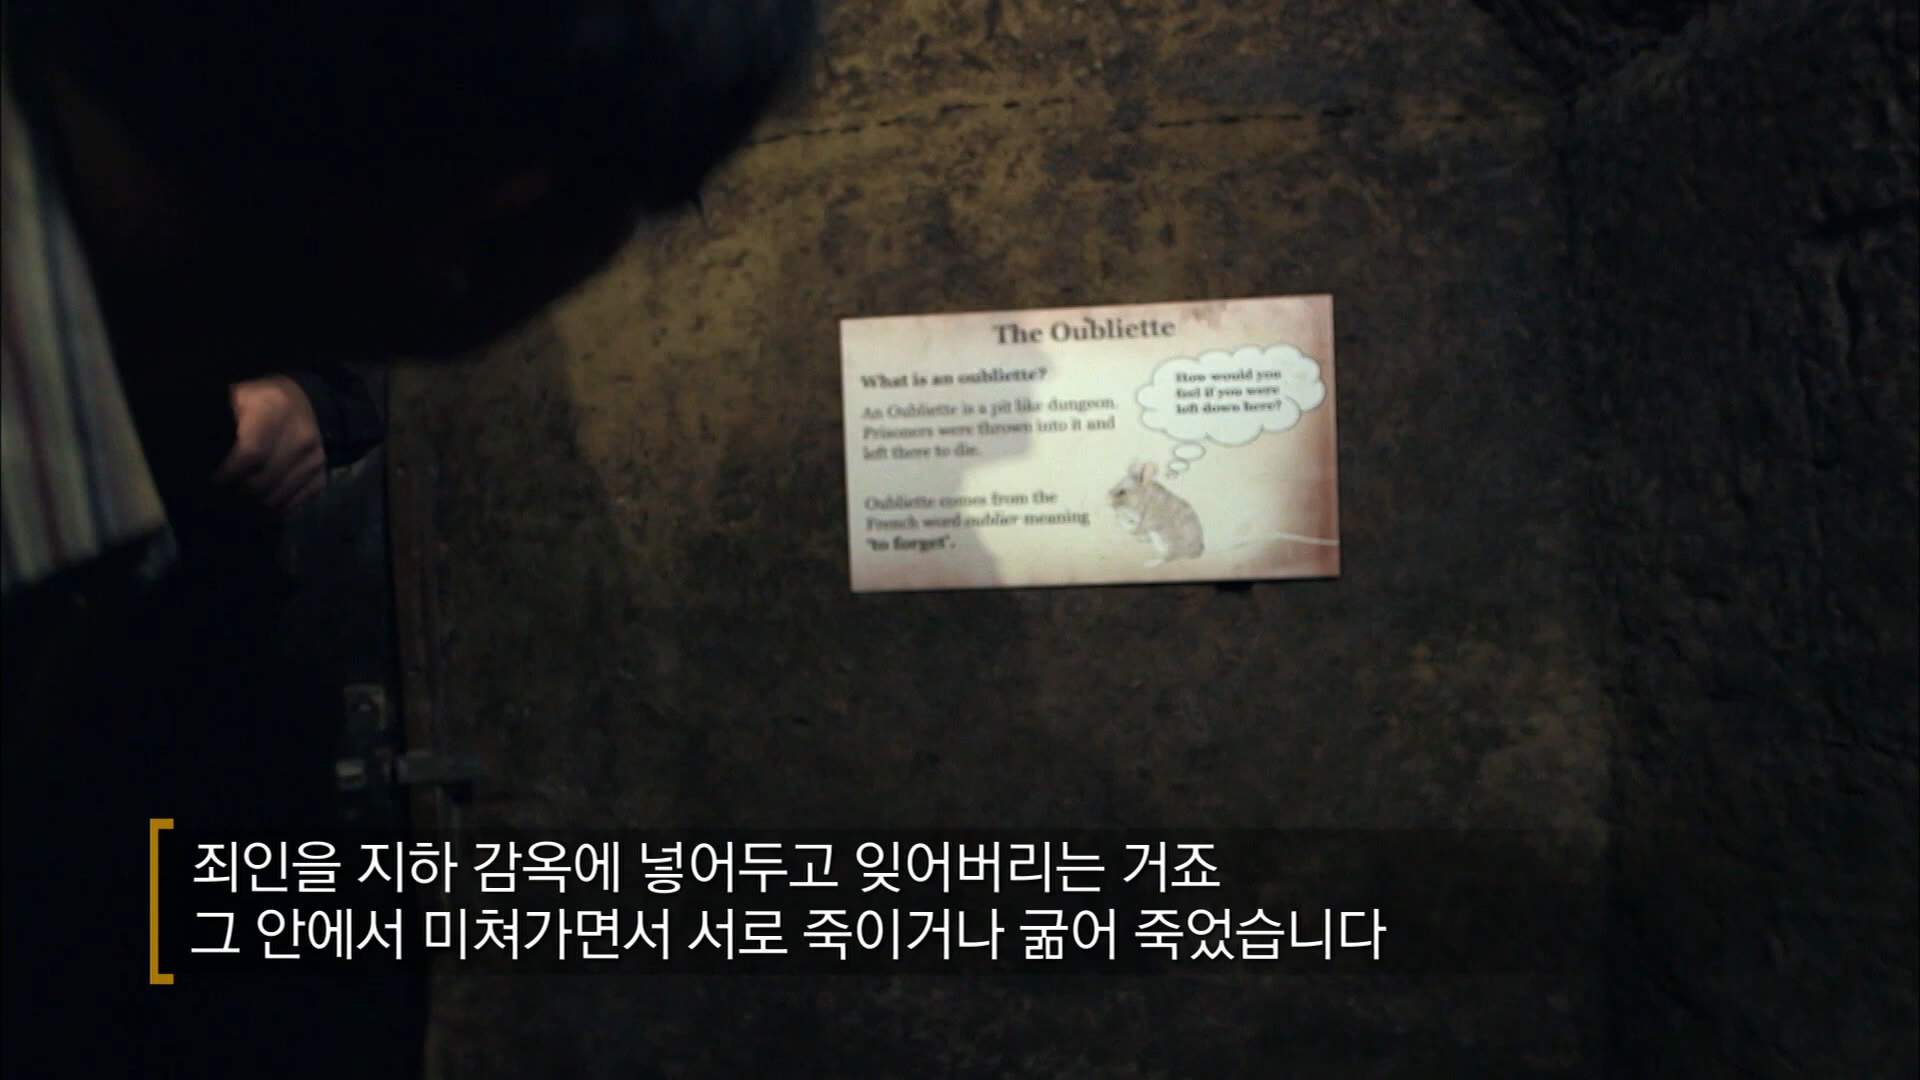 The Oubliette
What is an oubliette?
An Oubliette is a pit like dungeon.
Prisoners were thrown into it and
left there to die.
Oubliette comes from the
French word oublier meaning
"to forget".
How would you
feel if you were
left down here?
죄인을 지하 감옥에 넣어두고 잊어버리는 거죠
그 안에서 미쳐가면서 서로 죽이거나 굶어 죽었습니다